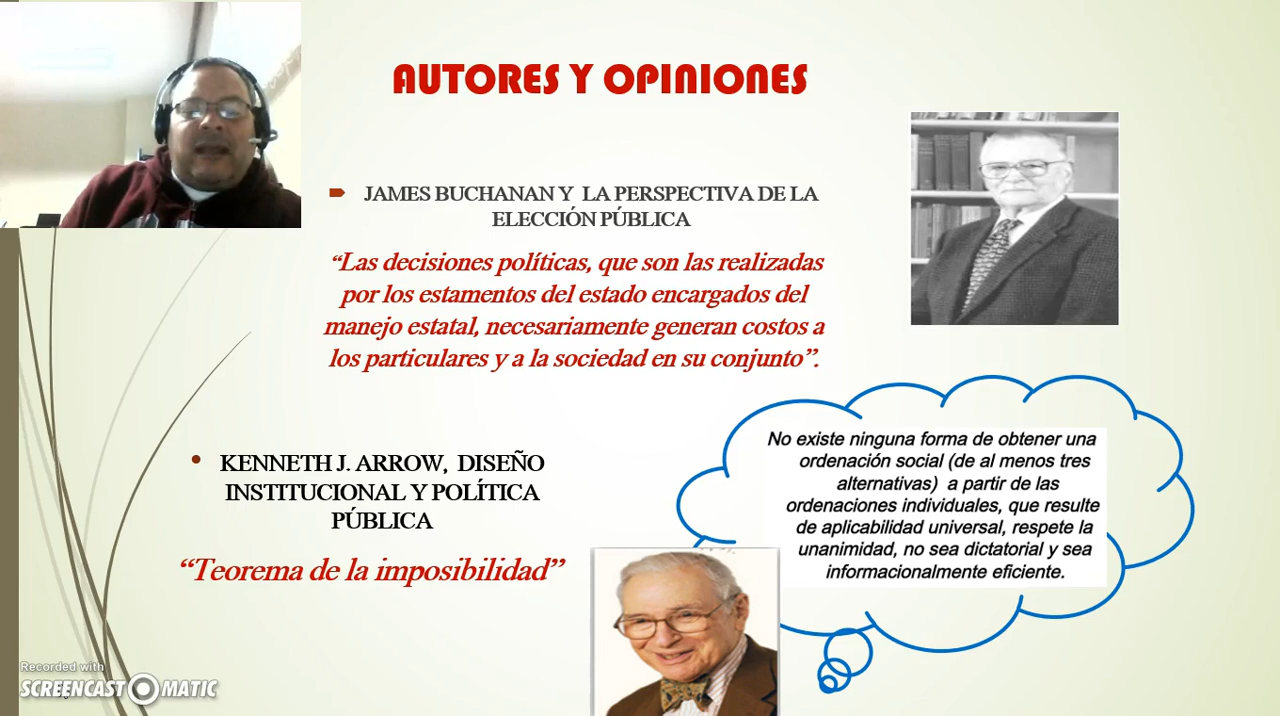 AUTORES Y OPINIONES
JAMES BUCHANAN Y LA PERSPECTIVA DE LA
ELECCIÓN PÚBLICA
“Las decisiones políticas, que son las realizadas
por los estamentos del estado encargados del
manejo estatal, necesariamente generan costos a
los particulares y a la sociedad en su conjunto”.
KENNETH J. ARROW, DISEÑO
INSTITUCIONAL Y POLÍTICA
PÚBLICA
“Teorema de la imposibilidad”
No existe ninguna forma de obtener una
ordenación social (de al menos tres
alternativas) a partir de las
ordenaciones individuales, que resulte
de aplicabilidad universal, respete la
unanimidad, no sea dictatorial y sea
informacionalmente eficiente.
Recorded with
SCREENCAST O MATIC